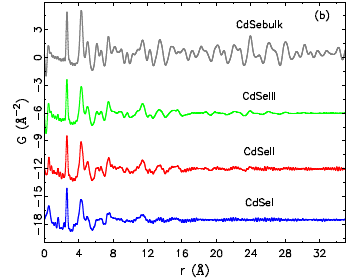 (b)
CdSebulk
CdSeIII
CdSeII
CdSeI
3
0
−3
−6
−9
−12
−15
−18
G (Å⁻²)
0 4 8 12 16 20 24 28 32
r (Å)